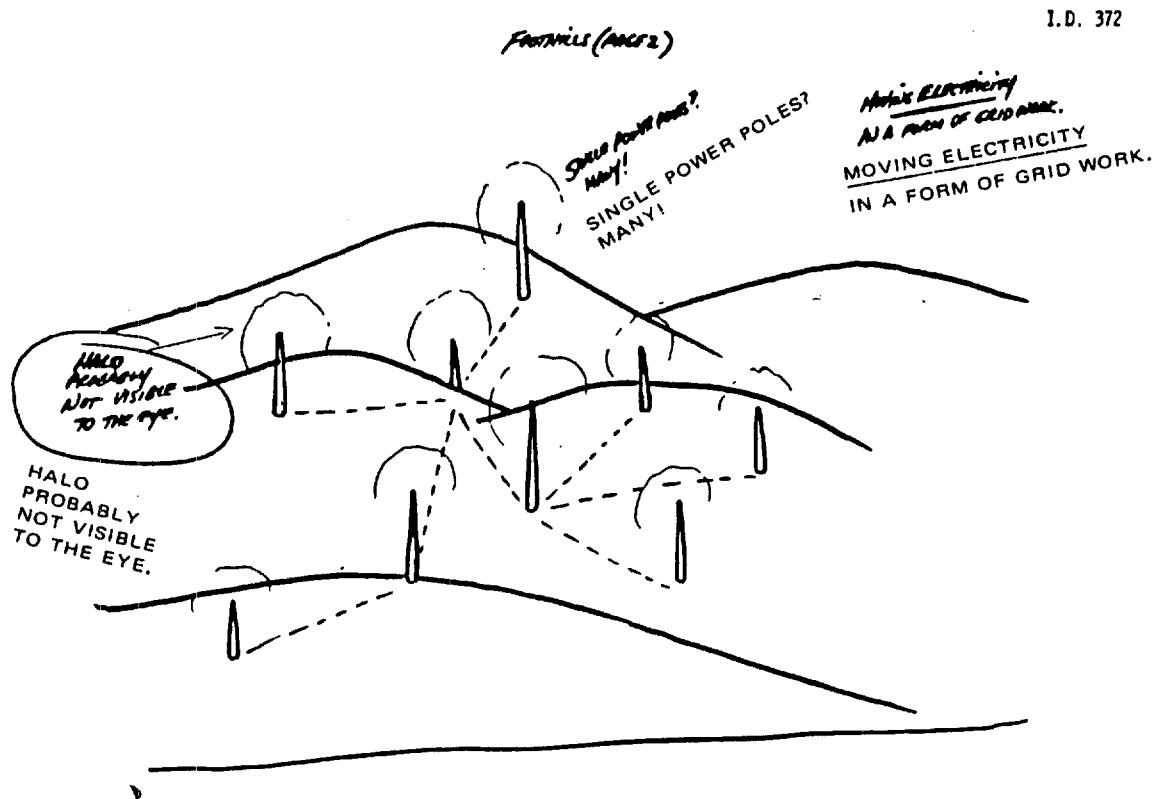 I.D. 372
FOOTHILLS (PAGE 2)
SINGLE POWER POLES?
MANY!
SINGLE POWER POLES?
MANY!
MOVING ELECTRICITY
IN A FORM OF GRID WORK.
MOVING ELECTRICITY
IN A FORM OF GRID WORK.
HALO
PROBABLY
NOT VISIBLE
TO THE EYE.
HALO
PROBABLY
NOT VISIBLE
TO THE EYE.